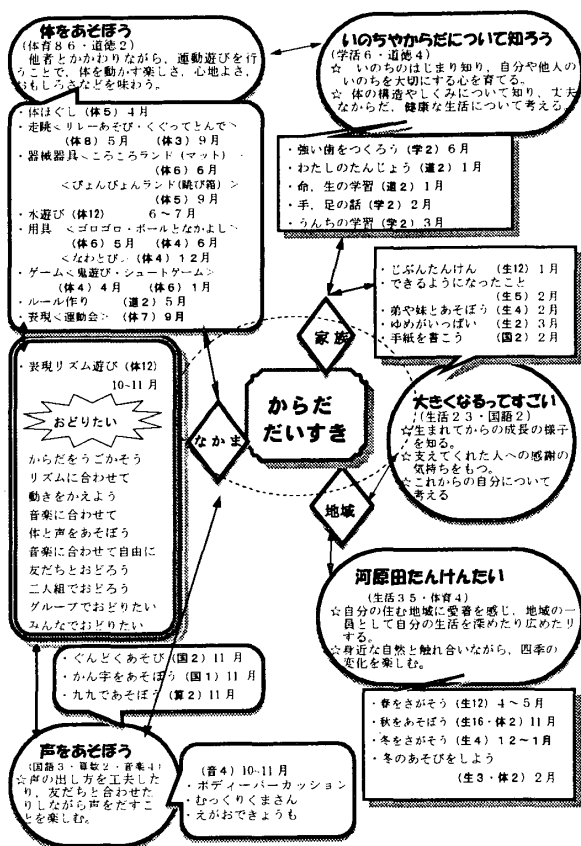 体をあそぼう
(体育86・道徳2)
他者とかかわりながら，運動遊びを行
うことで，体を動かす楽しさ，心地よさ，
おもしろさなどを味わう。
・体ほぐし(体5) 4月
・走跳<リレーあそび・くぐってとんで>
(体8) 5月 (体3) 9月
・器械器具<ころころランド(マット)>
(体6) 6月
<ぴょんぴょんランド(跳び箱)>
(体5) 9月
・水遊び(体12) 6～7月
・用具<ゴロゴロ・ボールとなかよし>
(体6) 5月 (体4) 6月
<なわとび> (体4) 12月
・ゲーム<鬼遊び・シュートゲーム>
(体4) 4月 (体6) 1月
・ルール作り (道2) 5月
・表現<運動会> (体7) 9月
いのちやからだについて知ろう
(学活6・道徳4)
☆ いのちのはじまり知り，自分や他人の
いのちを大切にする心を育てる。
☆ 体の構造やしくみについて知り，丈夫
なからだ，健康な生活について考える。
・強い歯をつくろう(学2) 6月
・わたしのたんじょう(道2) 1月
・命，生の学習(道2) 1月
・手，足の話(学2) 2月
・うんちの学習(学2) 3月
・じぶんたんけん (生12) 1月
・できるようになったこと
(生5) 2月
・弟や妹とあそぼう(生4) 2月
・ゆめがいっぱい (生2) 3月
・手紙を書こう (国2) 2月
家族
からだ
だいすき
なかま
地域
大きくなるってすごい
(生活23・国語2)
☆生まれてからの成長の様子
を知る。
☆支えてくれた人への感謝の
気持ちをもつ。
☆これからの自分について
考える
・表現リズム遊び(体12)
10～11月
おどりたい
からだをうごかそう
リズムに合わせて
動きをかえよう
音楽に合わせて
体と声をあそぼう
音楽に合わせて自由に
友だちとおどろう
二人組でおどろう
グループでおどりたい
みんなでおどりたい
河原田たんけんたい
(生活35・体育4)
☆自分の住む地域に愛着を感じ，地域の一
員として自分の生活を深めたり広めたり
する。
☆身近な自然と触れ合いながら，四季の
変化を楽しむ。
・春をさがそう(生12) 4～5月
・秋をあそぼう(生16・体2) 11月
・冬をさがそう(生4) 12～1月
・冬のあそびをしよう
(生3・体2) 2月
・ぐんどくあそび(国2) 11月
・かん字をあそぼう(国1) 11月
・九九であそぼう(算2) 11月
声をあそぼう
(国語3・算数2・音楽4)
☆声の出し方を工夫した
り，友だちと合わせた
りしながら声をだすこ
とを楽しむ。
(音4) 10～11月
・ボディーパーカッション
・むっくりくまさん
・えがおできょうも